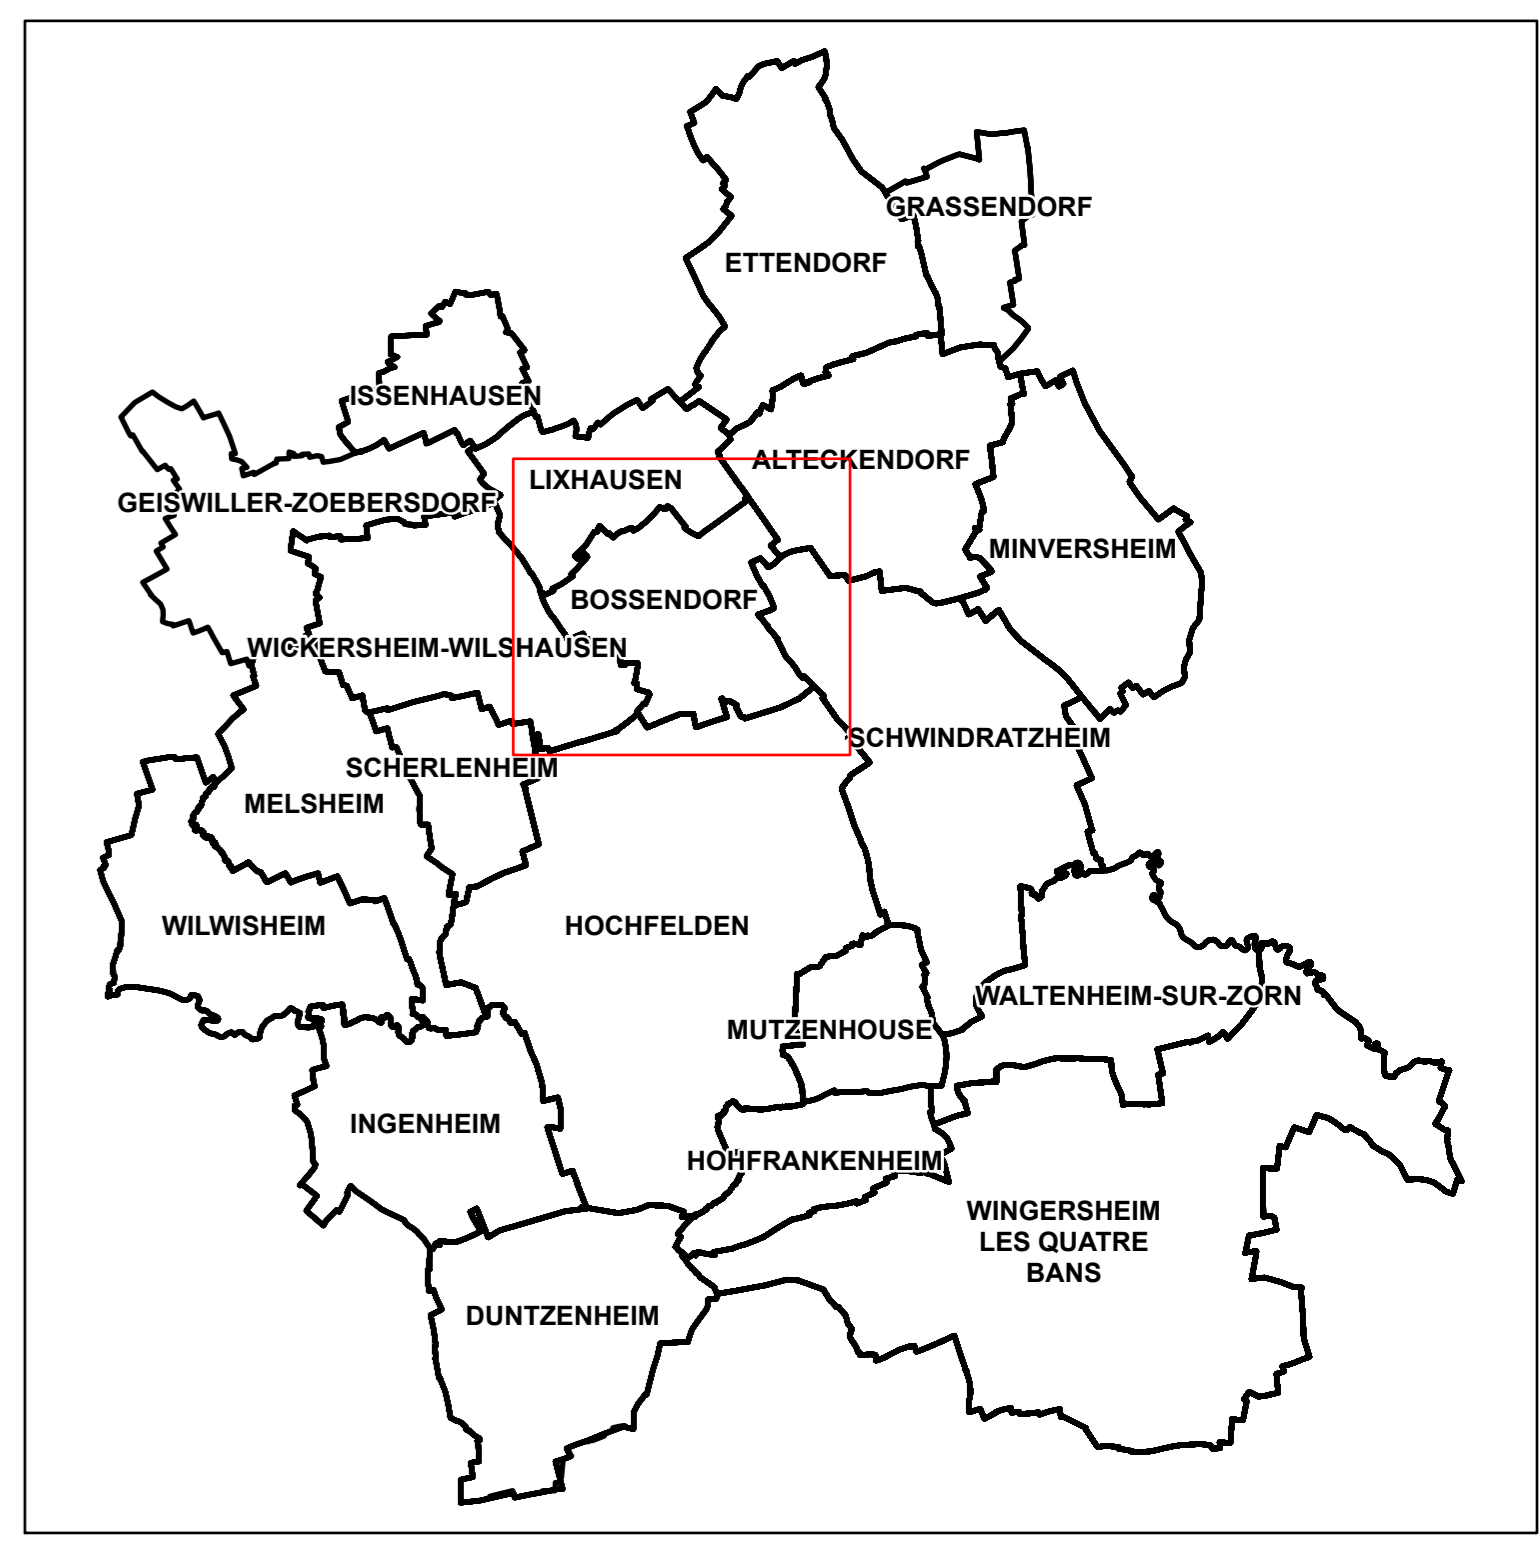 GRASSENDORF
ETTENDORF
ISSENHAUSEN
ALTECKENDORF
LIXHAUSEN
GEISWILLER-ZOEBERSDORF
MINVERSHEIM
BOSSENDORF
WICKERSHEIM-WILSHAUSEN
SCHWINDRATZHEIM
SCHERLENHEIM
MELSHEIM
WILWISHEIM
HOCHFELDEN
WALTENHEIM-SUR-ZORN
MUTZENHOUSE
INGENHEIM
HOHFRANKENHEIM
WINGERSHEIM
LES QUATRE
BANS
DUNTZENHEIM